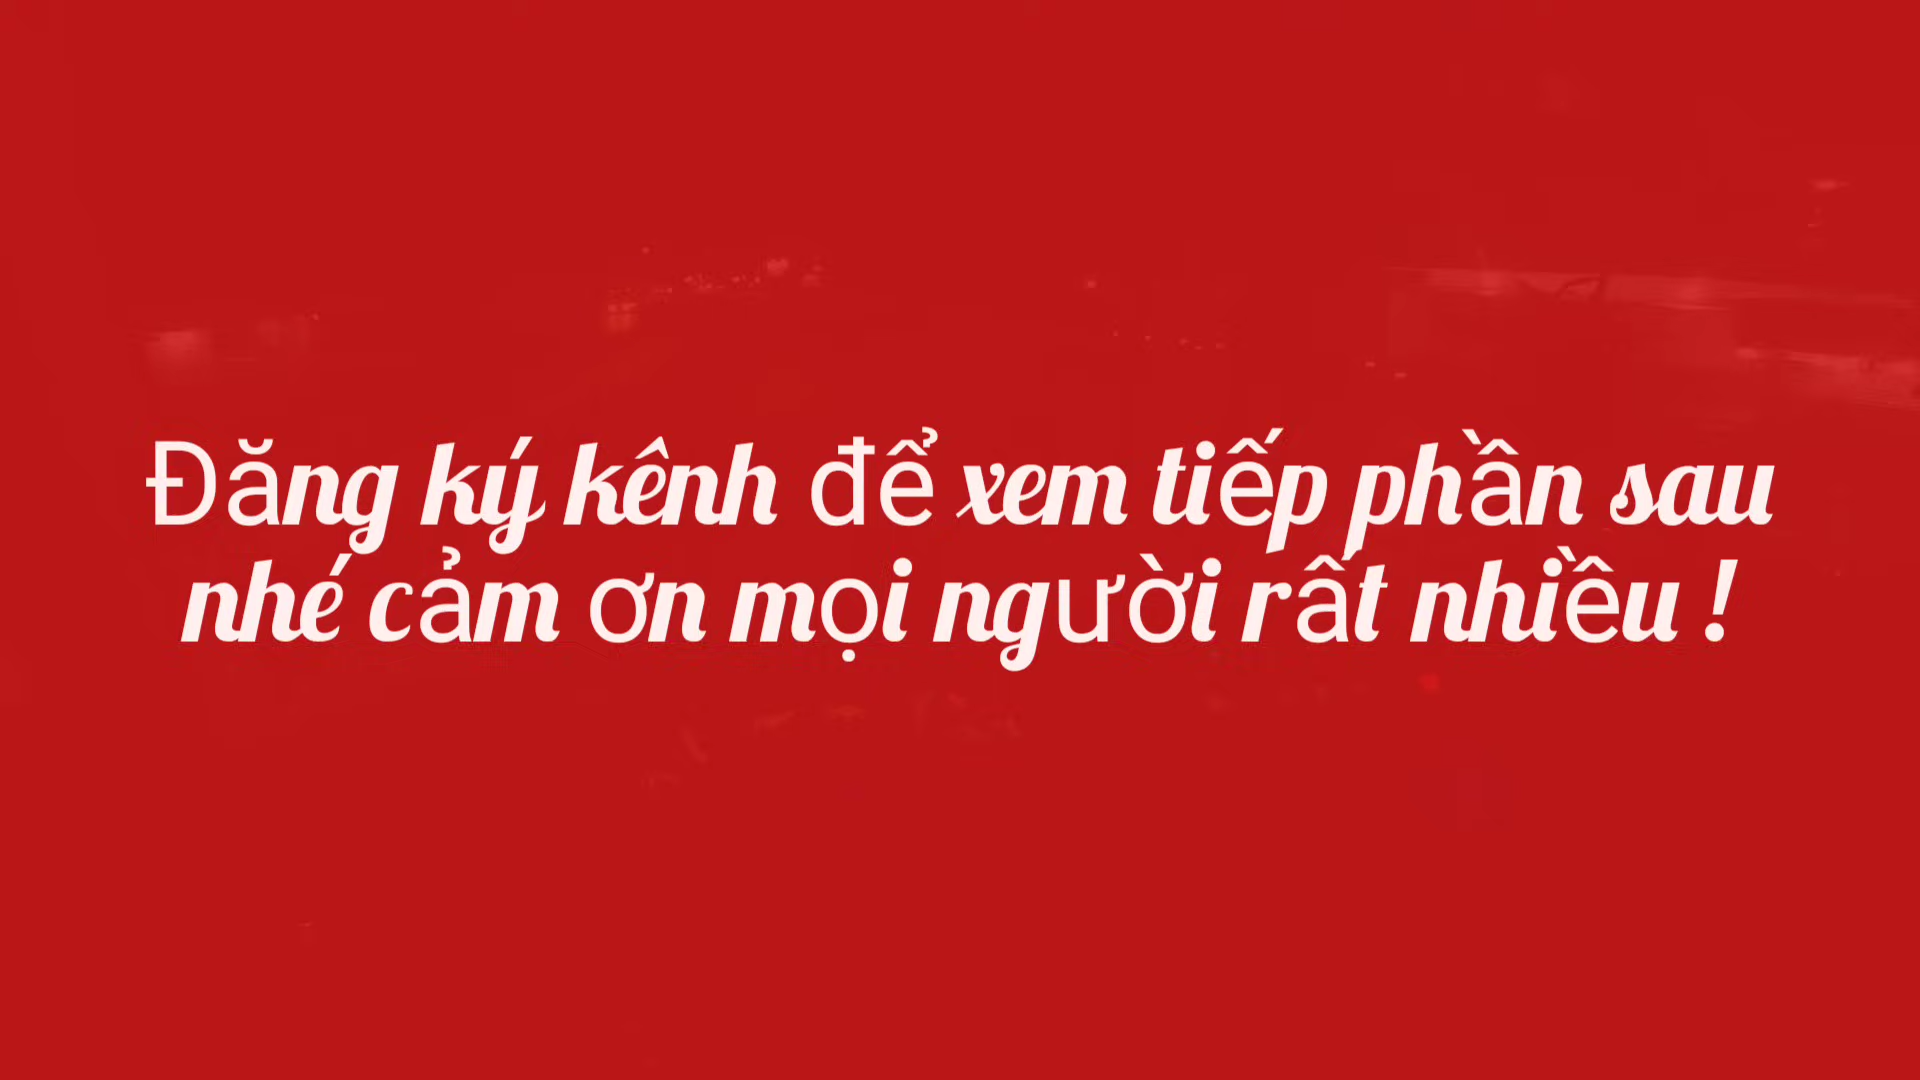 Đăng ký kênh để xem tiếp phần sau
nhé cảm ơn mọi người rất nhiều !